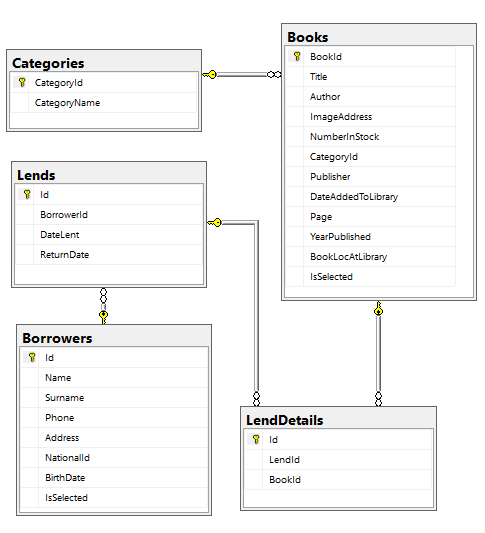 Categories
CategoryId
CategoryName
Books
BookId
Title
Author
ImageAddress
NumberInStock
CategoryId
Publisher
DateAddedToLibrary
Page
YearPublished
BookLocAtLibrary
IsSelected
Lends
Id
BorrowerId
DateLent
ReturnDate
Borrowers
Id
Name
Surname
Phone
Address
NationalId
BirthDate
IsSelected
LendDetails
Id
LendId
BookId